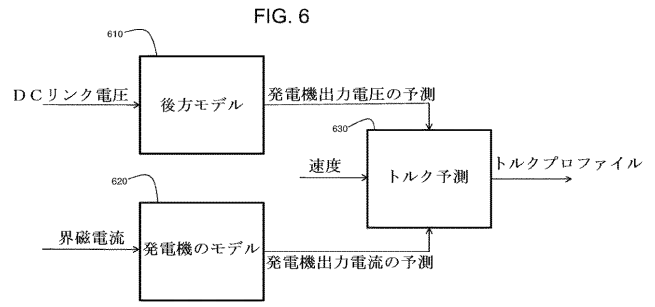 FIG. 6
610
DCリンク電圧
後方モデル
発電機出力電圧の予測
630
速度
トルク予測
トルクプロファイル
620
界磁電流
発電機のモデル
発電機出力電流の予測